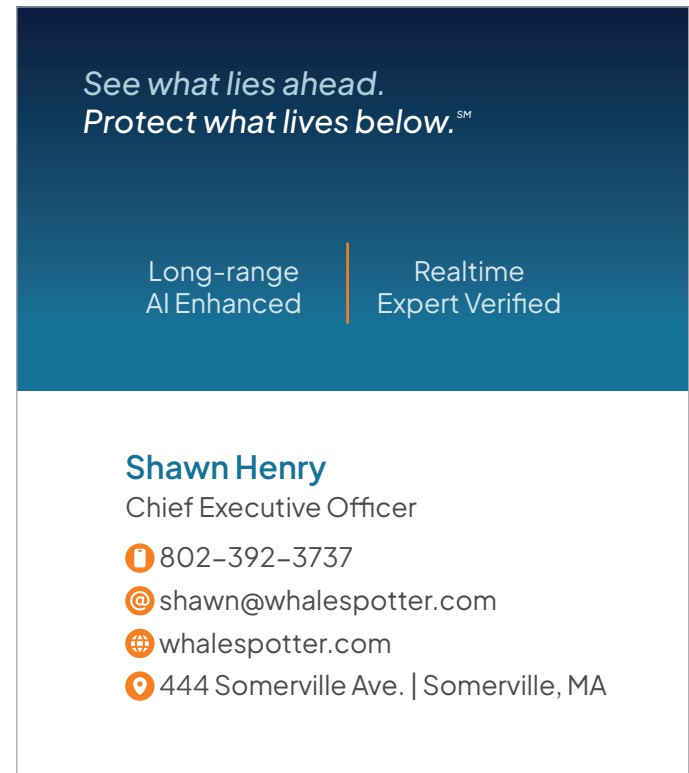 See what lies ahead.
Protect what lives below.℠
Long-range
AI Enhanced
Realtime
Expert Verified
Shawn Henry
Chief Executive Officer
802–392–3737
@ shawn@whalespotter.com
whalespotter.com
444 Somerville Ave. | Somerville, MA